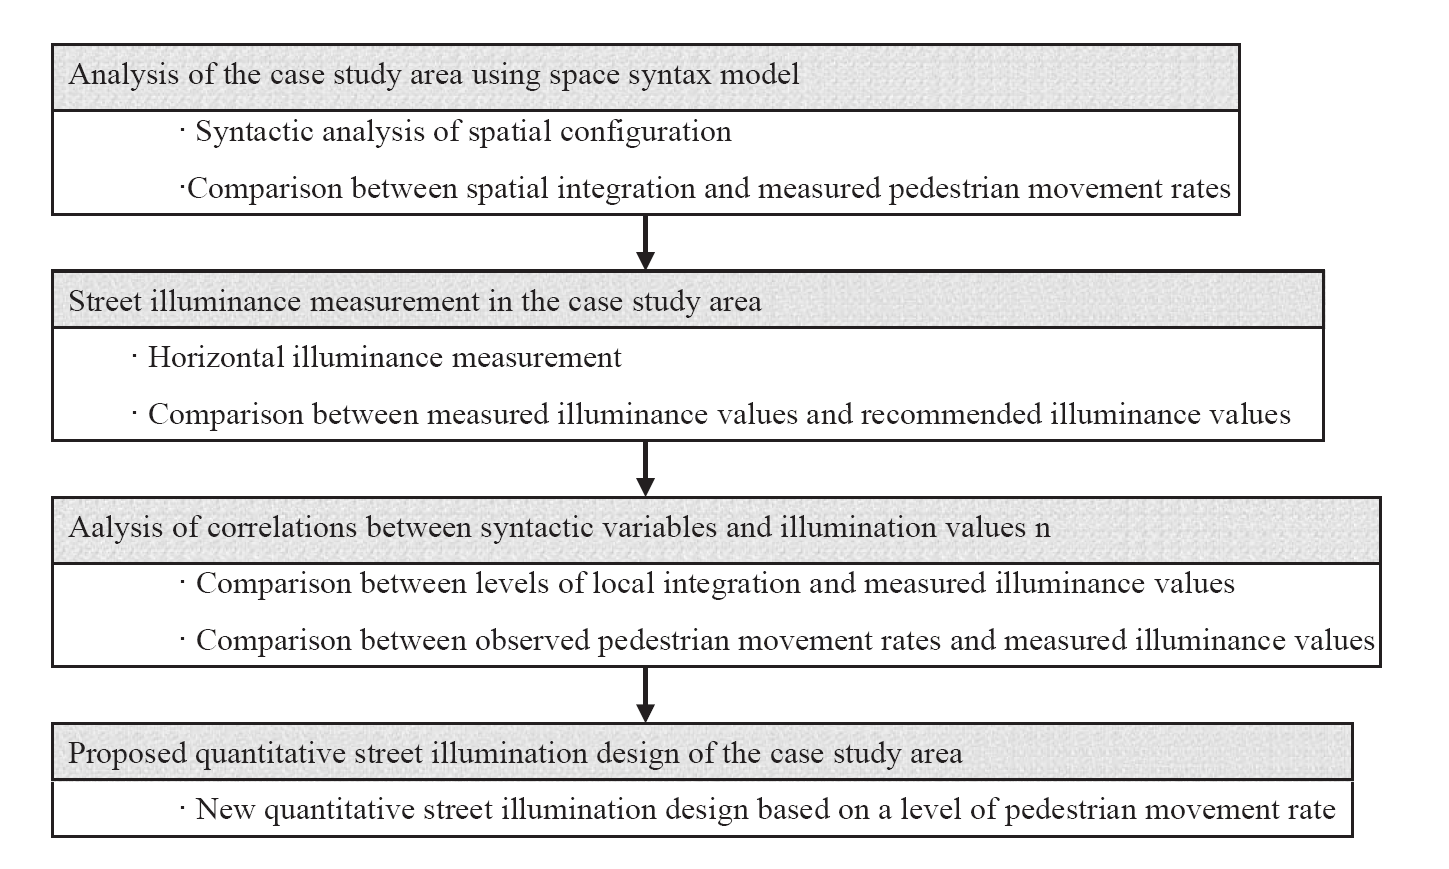 Analysis of the case study area using space syntax model
· Syntactic analysis of spatial configuration
·Comparison between spatial integration and measured pedestrian movement rates
Street illuminance measurement in the case study area
· Horizontal illuminance measurement
· Comparison between measured illuminance values and recommended illuminance values
Aalysis of correlations between syntactic variables and illumination values n
· Comparison between levels of local integration and measured illuminance values
· Comparison between observed pedestrian movement rates and measured illuminance values
Proposed quantitative street illumination design of the case study area
· New quantitative street illumination design based on a level of pedestrian movement rate